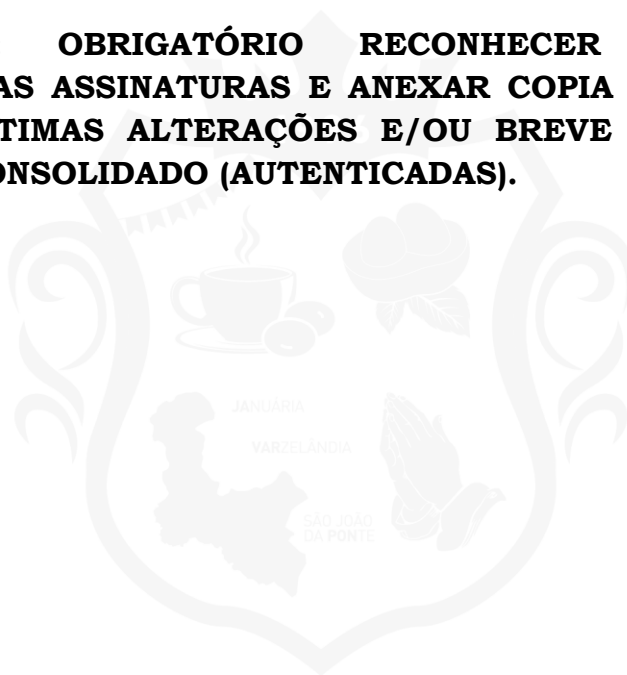 OBRIGATÓRIO RECONHECER
AS ASSINATURAS E ANEXAR COPIA
TIMAS ALTERAÇÕES E/OU BREVE
ONSOLIDADO (AUTENTICADAS).
JANUÁRIA
VARZELÂNDIA
SÃO JOÃO
DA PONTE